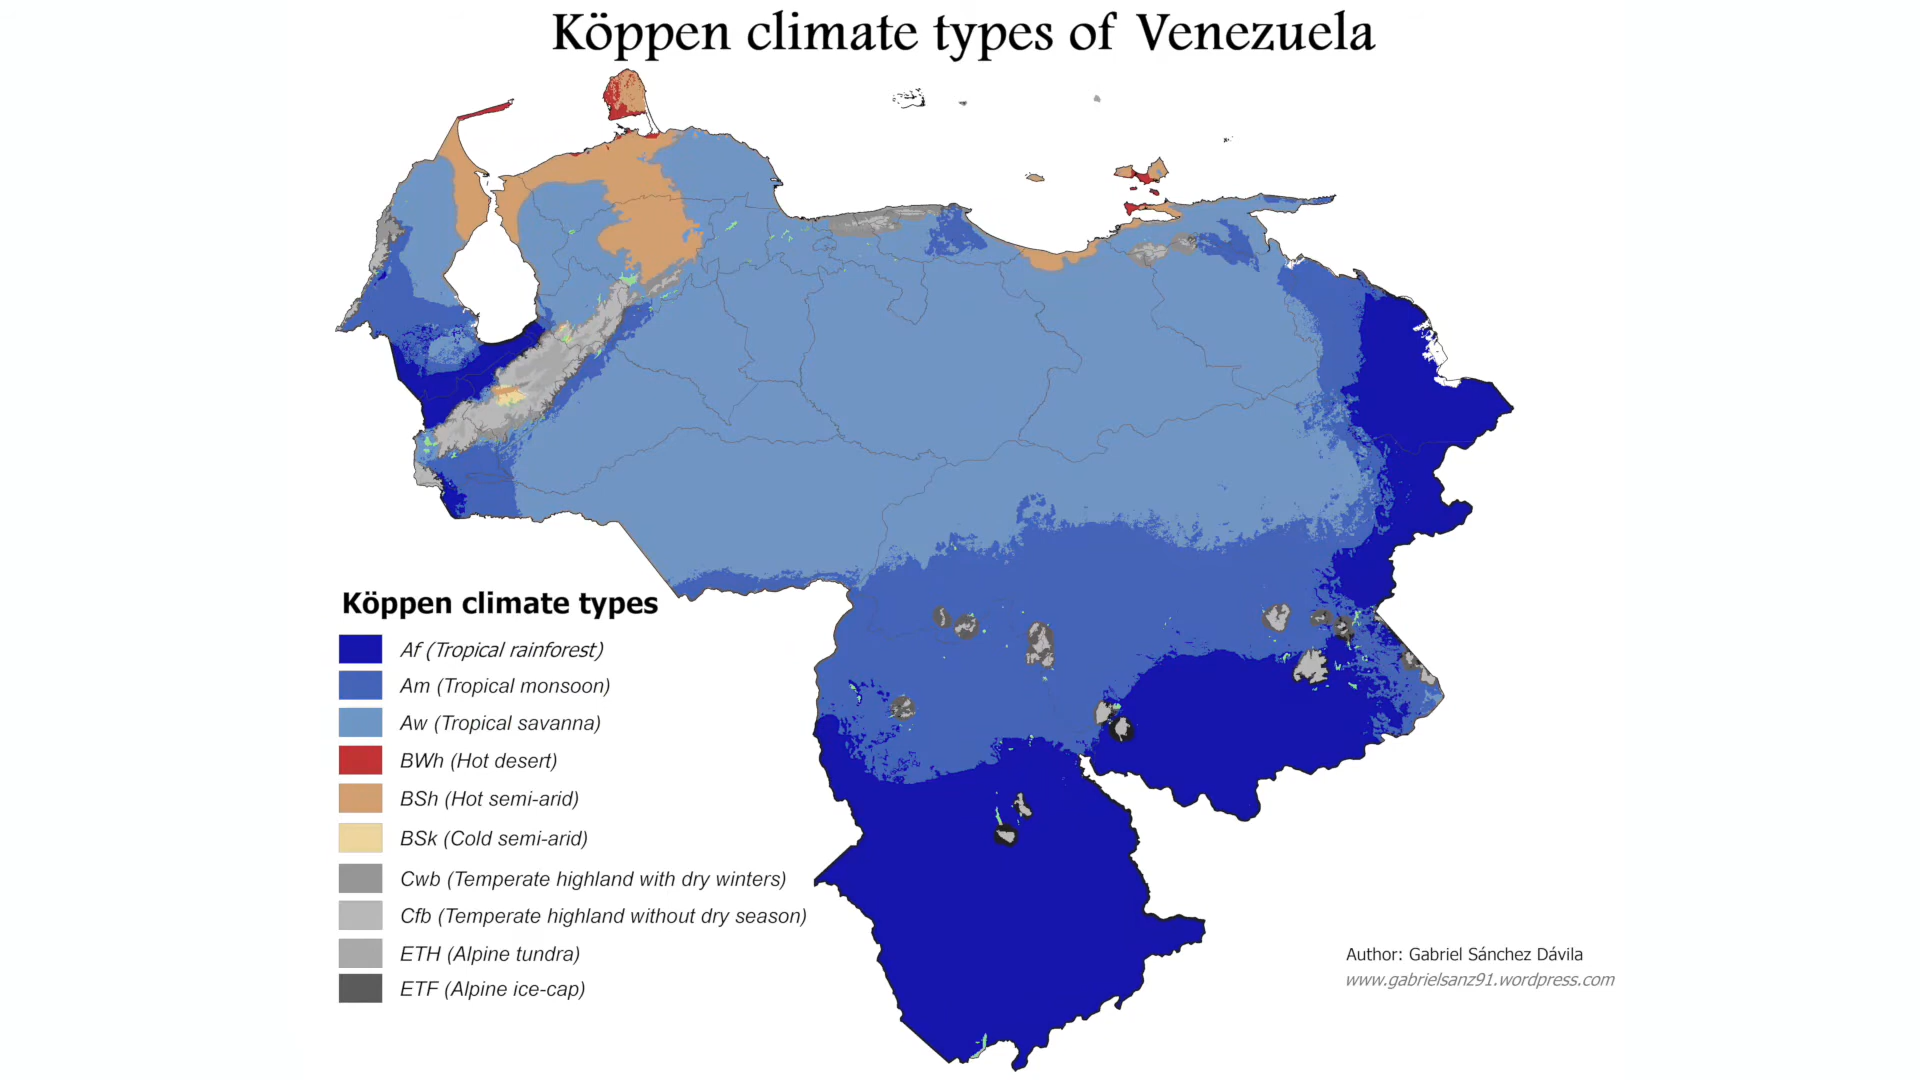 Köppen climate types of Venezuela
Köppen climate types
Af (Tropical rainforest)
Am (Tropical monsoon)
Aw (Tropical savanna)
BWh (Hot desert)
BSh (Hot semi-arid)
BSk (Cold semi-arid)
Cwb (Temperate highland with dry winters)
Cfb (Temperate highland without dry season)
ETH (Alpine tundra)
ETF (Alpine ice-cap)
Author: Gabriel Sánchez Dávila
www.gabrielsanz91.wordpress.com